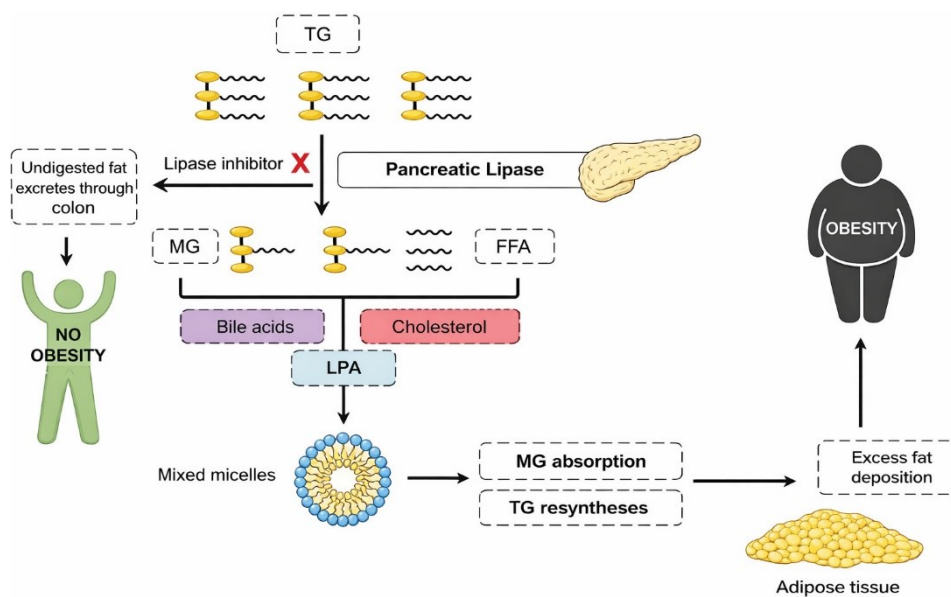 TG
Lipase inhibitor X
Pancreatic Lipase
Undigested fat
excretes through
colon
MG
FFA
OBESITY
NO
OBESITY
Bile acids
Cholesterol
LPA
Mixed micelles
MG absorption
TG resyntheses
Excess fat
deposition
Adipose tissue